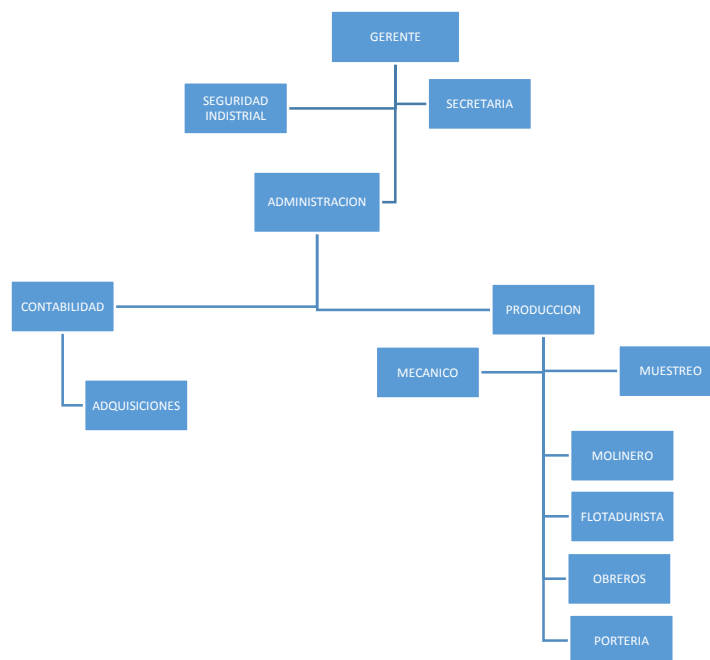 GERENTE
SEGURIDAD
INDISTRIAL
SECRETARIA
ADMINISTRACION
CONTABILIDAD
PRODUCCION
MECANICO
MUESTREO
ADQUISICIONES
MOLINERO
FLOTADURISTA
OBREROS
PORTERIA